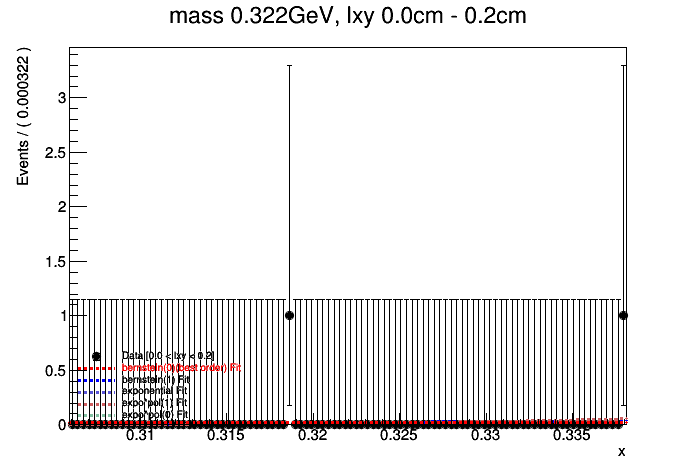 mass 0.322GeV, lxy 0.0cm - 0.2cm
Events / ( 0.000322 )
3
2.5
2
1.5
1
0.5
0
Data [0.0 < lxy < 0.2]
bernstein(0)(best order) Fit
bernstein(1) Fit
exponential Fit
expo*pol(1) Fit
expo*pol(0) Fit
0.31 0.315 0.32 0.325 0.33 0.335
x